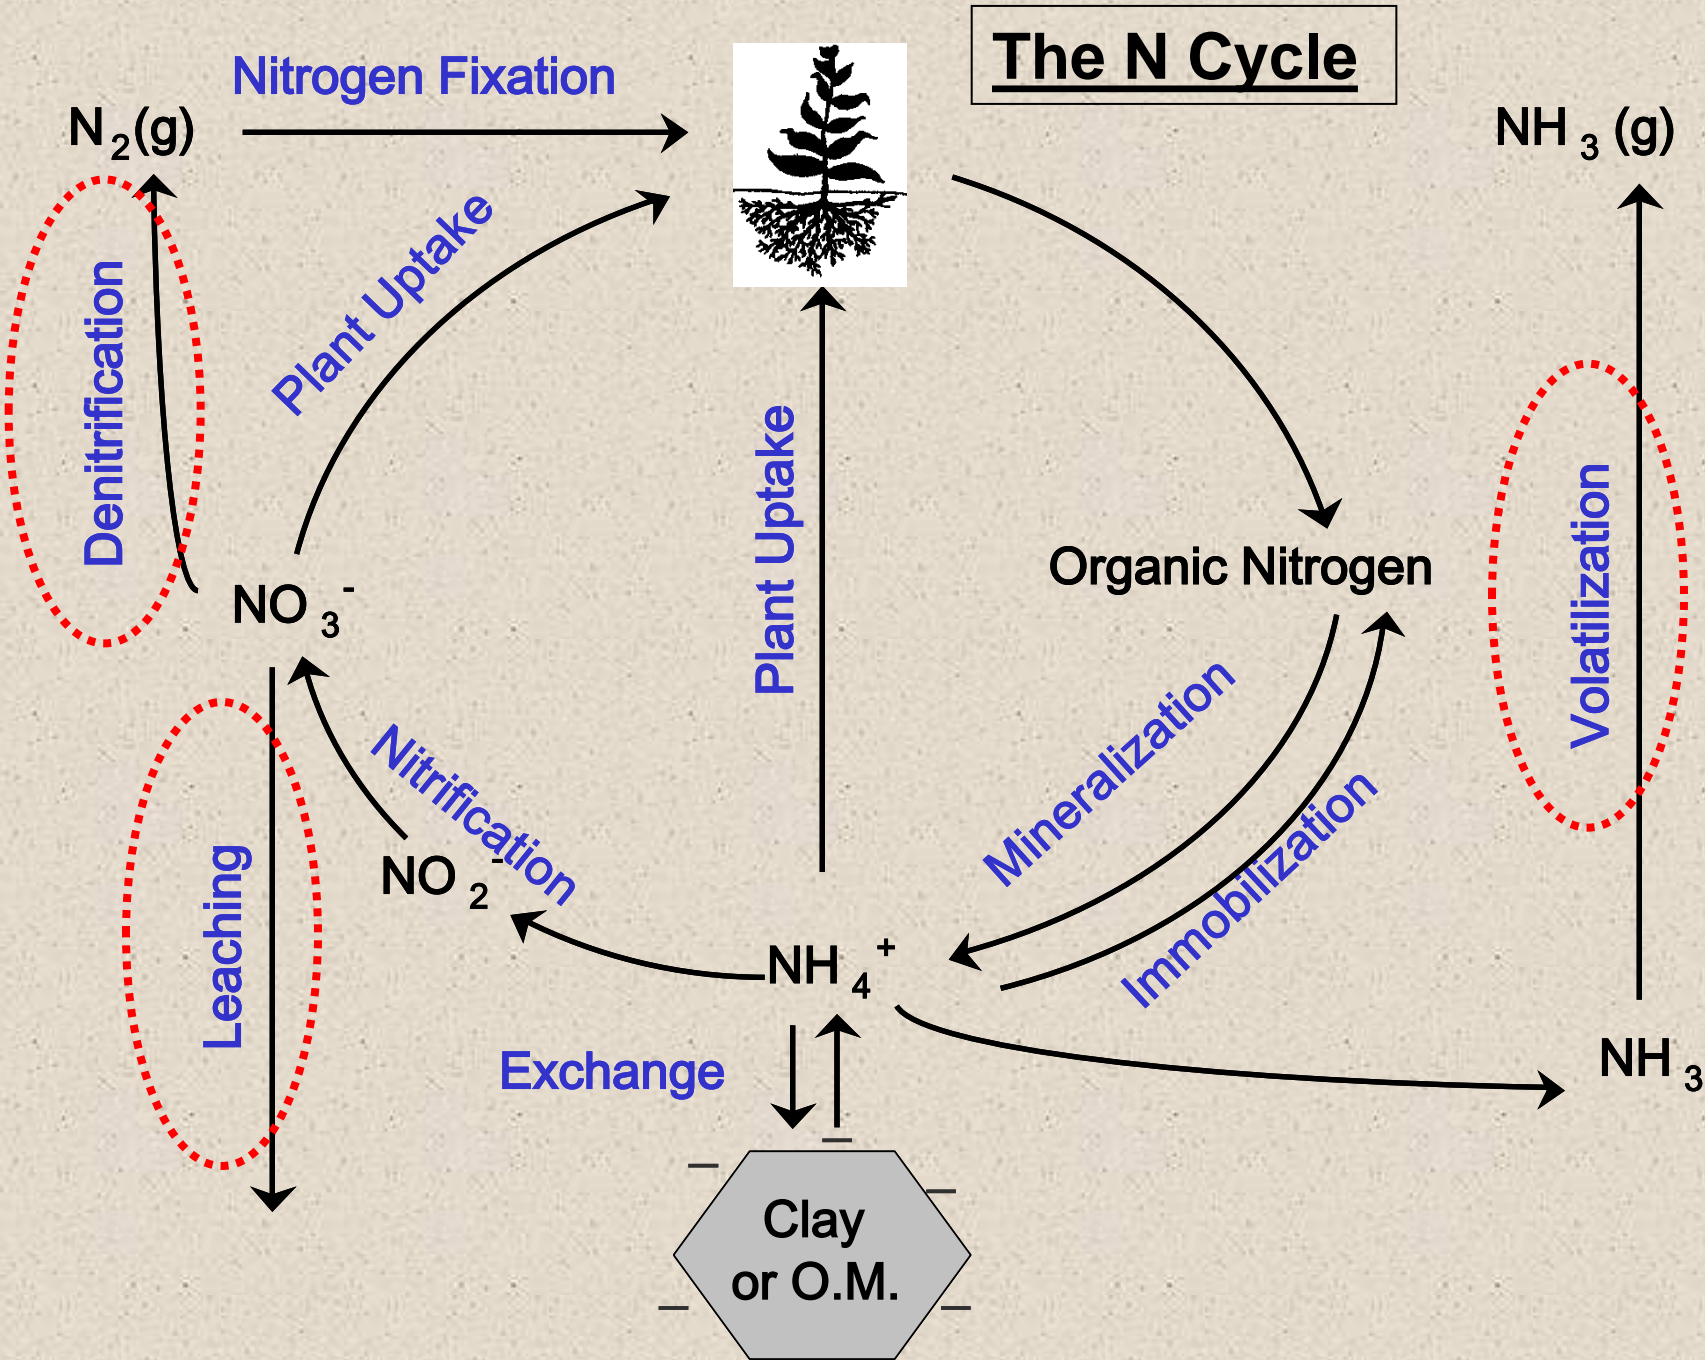 The N Cycle
Nitrogen Fixation
N2(g)
NH3 (g)
Plant Uptake
Denitrification
Plant Uptake
Organic Nitrogen
Volatilization
NO3-
Mineralization
Nitrification
Immobilization
Leaching
NO2-
NH4+
Exchange
NH3
Clay
or O.M.